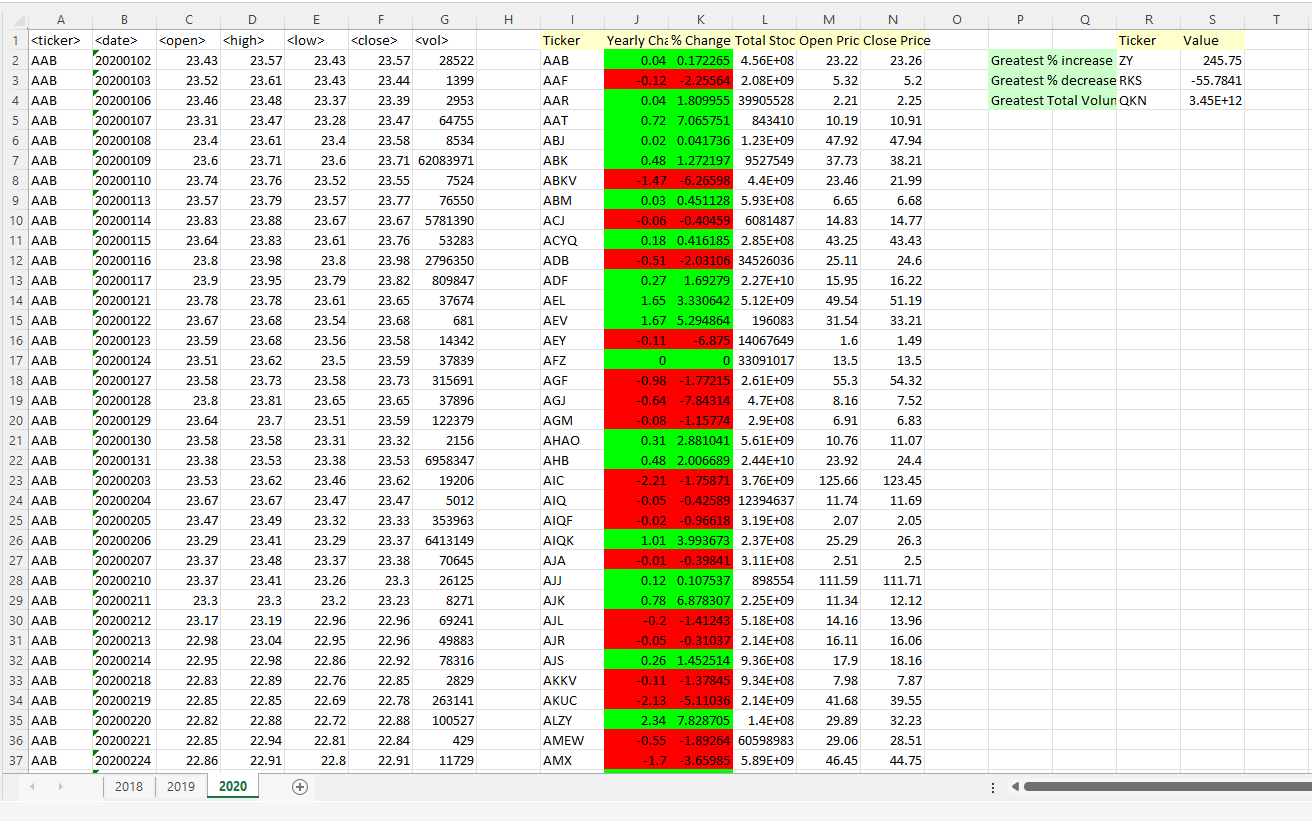 A B C D E F G H I J K L M N O P Q R S T
1 <ticker> <date> <open> <high> <low> <close> <vol> Ticker Yearly Cha % Change Total Stoc Open Pric Close Price Ticker Value
2 AAB 20200102 23.43 23.57 23.43 23.57 28522 AAB 0.04 0.172265 4.56E+08 23.22 23.26 Greatest % increase ZY 245.75
3 AAB 20200103 23.52 23.61 23.43 23.44 1399 AAF -0.12 -2.25564 2.08E+09 5.32 5.2 Greatest % decrease RKS -55.7841
4 AAB 20200106 23.46 23.48 23.37 23.39 2953 AAR 0.04 1.809955 39905528 2.21 2.25 Greatest Total Volun QKN 3.45E+12
5 AAB 20200107 23.31 23.47 23.28 23.47 64755 AAT 0.72 7.065751 843410 10.19 10.91
6 AAB 20200108 23.4 23.61 23.4 23.58 8534 ABJ 0.02 0.041736 1.23E+09 47.92 47.94
7 AAB 20200109 23.6 23.71 23.6 23.71 62083971 ABK 0.48 1.272197 9527549 37.73 38.21
8 AAB 20200110 23.74 23.76 23.52 23.55 7524 ABKV -1.47 -6.26598 4.4E+09 23.46 21.99
9 AAB 20200113 23.57 23.79 23.57 23.77 76550 ABM 0.03 0.451128 5.93E+08 6.65 6.68
10 AAB 20200114 23.83 23.88 23.67 23.67 5781390 ACJ -0.06 -0.40459 6081487 14.83 14.77
11 AAB 20200115 23.64 23.83 23.61 23.76 53283 ACYQ 0.18 0.416185 2.85E+08 43.25 43.43
12 AAB 20200116 23.8 23.98 23.8 23.98 2796350 ADB -0.51 -2.03106 34526036 25.11 24.6
13 AAB 20200117 23.9 23.95 23.79 23.82 809847 ADF 0.27 1.69279 2.27E+10 15.95 16.22
14 AAB 20200121 23.78 23.78 23.61 23.65 37674 AEL 1.65 3.330642 5.12E+09 49.54 51.19
15 AAB 20200122 23.67 23.68 23.54 23.68 681 AEV 1.67 5.294864 196083 31.54 33.21
16 AAB 20200123 23.59 23.68 23.56 23.58 14342 AEY -0.11 -6.875 14067649 1.6 1.49
17 AAB 20200124 23.51 23.62 23.5 23.59 37839 AFZ 0 0 33091017 13.5 13.5
18 AAB 20200127 23.58 23.73 23.58 23.73 315691 AGF -0.98 -1.77215 2.61E+09 55.3 54.32
19 AAB 20200128 23.8 23.81 23.65 23.65 37896 AGJ -0.64 -7.84314 4.7E+08 8.16 7.52
20 AAB 20200129 23.64 23.7 23.51 23.59 122379 AGM -0.08 -1.15774 2.9E+08 6.91 6.83
21 AAB 20200130 23.58 23.58 23.31 23.32 2156 AHAO 0.31 2.881041 5.61E+09 10.76 11.07
22 AAB 20200131 23.38 23.53 23.38 23.53 6958347 AHB 0.48 2.006689 2.44E+10 23.92 24.4
23 AAB 20200203 23.53 23.62 23.46 23.62 19206 AIC -2.21 -1.75871 3.76E+09 125.66 123.45
24 AAB 20200204 23.67 23.67 23.47 23.47 5012 AIQ -0.05 -0.42589 12394637 11.74 11.69
25 AAB 20200205 23.47 23.49 23.32 23.33 353963 AIQF -0.02 -0.96618 3.19E+08 2.07 2.05
26 AAB 20200206 23.29 23.41 23.29 23.37 6413149 AIQK 1.01 3.993673 2.37E+08 25.29 26.3
27 AAB 20200207 23.37 23.48 23.37 23.38 70645 AJA -0.01 -0.39841 3.11E+08 2.51 2.5
28 AAB 20200210 23.37 23.41 23.26 23.3 26125 AJJ 0.12 0.107537 898554 111.59 111.71
29 AAB 20200211 23.3 23.3 23.2 23.23 8271 AJK 0.78 6.878307 2.25E+09 11.34 12.12
30 AAB 20200212 23.17 23.19 22.96 22.96 69241 AJL -0.2 -1.41243 5.18E+08 14.16 13.96
31 AAB 20200213 22.98 23.04 22.95 22.96 49883 AJR -0.05 -0.31037 2.14E+08 16.11 16.06
32 AAB 20200214 22.95 22.98 22.86 22.92 78316 AJS 0.26 1.452514 9.36E+08 17.9 18.16
33 AAB 20200218 22.83 22.89 22.76 22.85 2829 AKKV -0.11 -1.37845 9.34E+08 7.98 7.87
34 AAB 20200219 22.85 22.85 22.69 22.78 263141 AKUC -2.13 -5.11036 2.14E+09 41.68 39.55
35 AAB 20200220 22.82 22.88 22.72 22.88 100527 ALZY 2.34 7.828705 1.4E+08 29.89 32.23
36 AAB 20200221 22.85 22.94 22.81 22.84 429 AMEW -0.55 -1.89264 60598983 29.06 28.51
37 AAB 20200224 22.86 22.91 22.8 22.91 11729 AMX -1.7 -3.65985 5.89E+09 46.45 44.75
2018 2019 2020